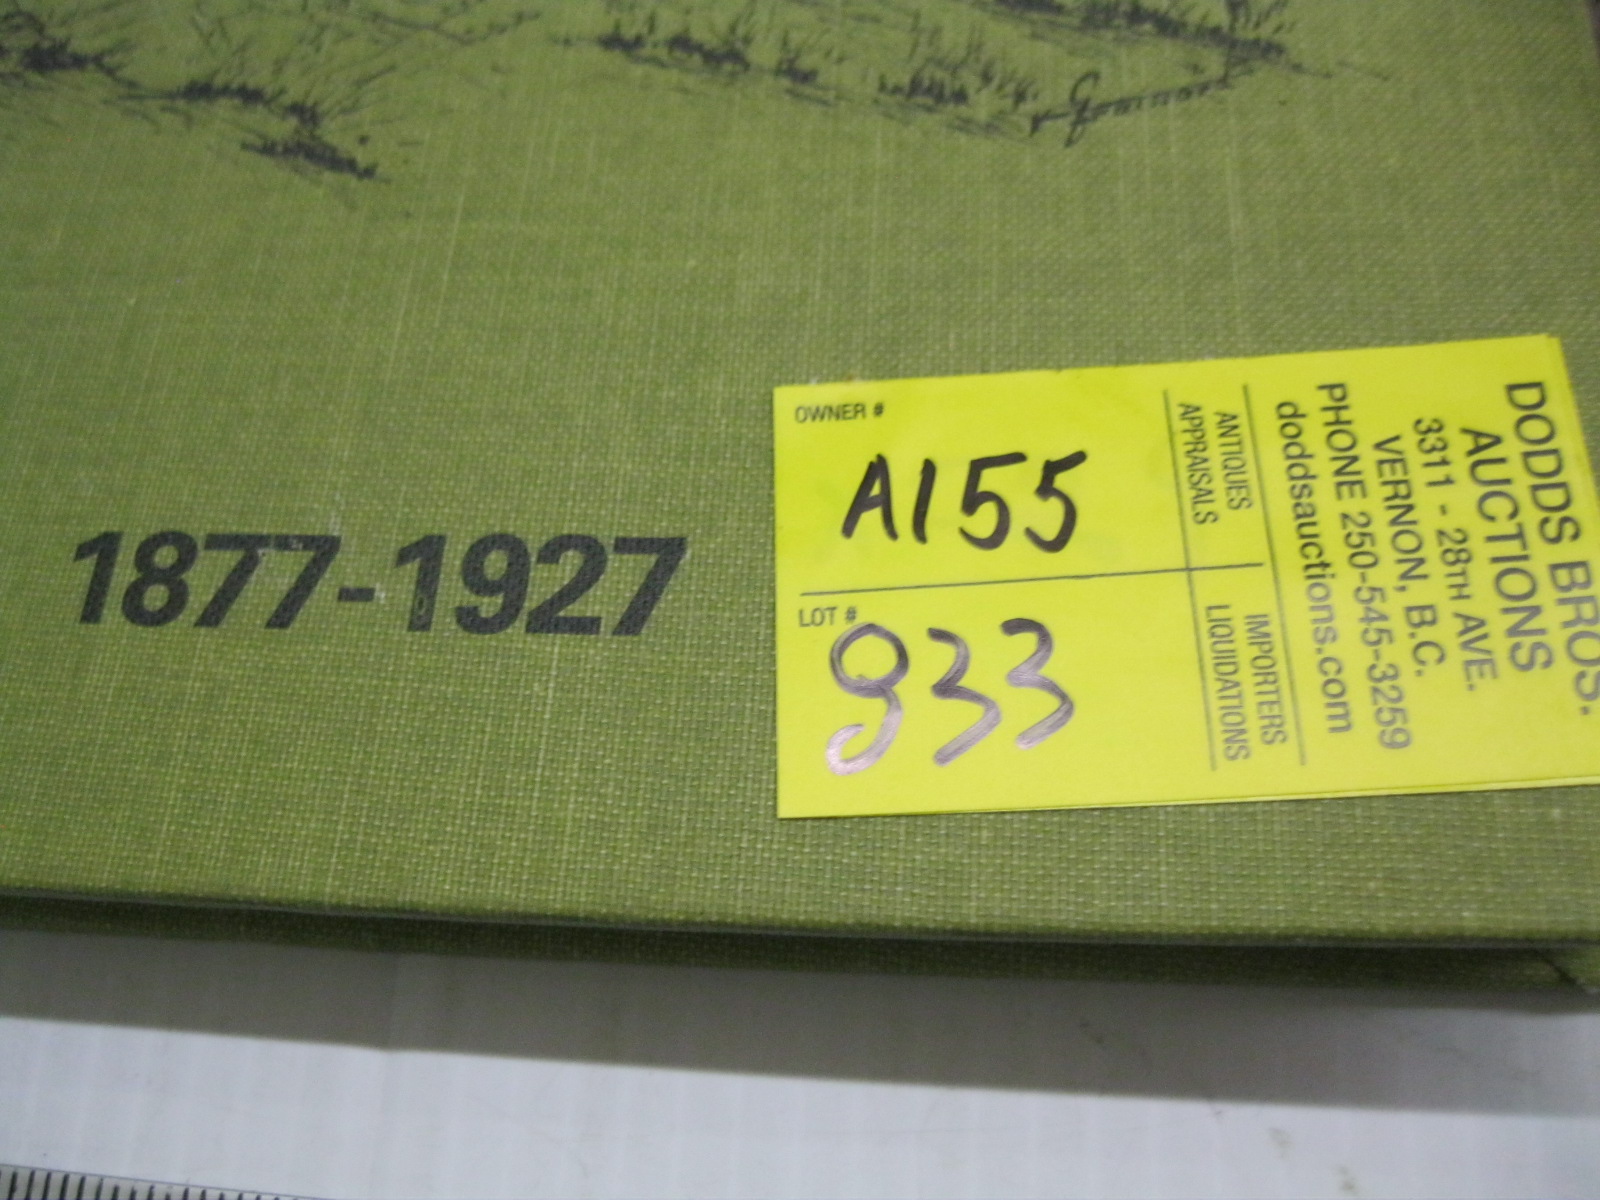 1877-1927
OWNER #
A155
LOT #
933
ANTIQUES
APPRAISALS
IMPORTERS
LIQUIDATIONS
DODDS BROS.
AUCTIONS
3311 - 28TH AVE.
VERNON, B.C.
PHONE 250-545-3259
doddsauctions.com